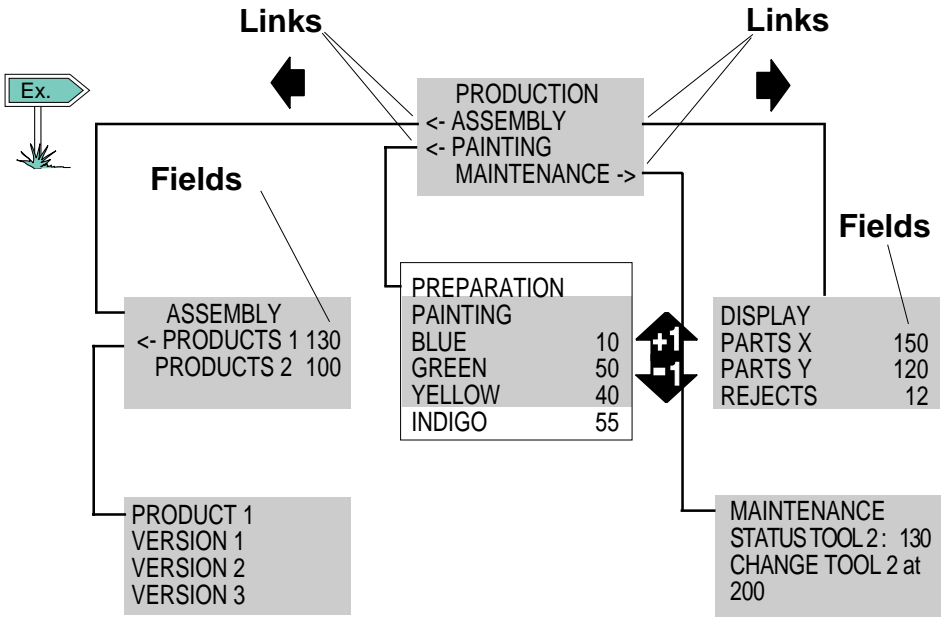 Links
Links
Ex.
PRODUCTION
<- ASSEMBLY
<- PAINTING
MAINTENANCE ->
Fields
Fields
ASSEMBLY
<- PRODUCTS 1 130
PRODUCTS 2 100
PREPARATION
PAINTING
BLUE 10
GREEN 50
YELLOW 40
INDIGO 55
+1
-1
DISPLAY
PARTS X 150
PARTS Y 120
REJECTS 12
PRODUCT 1
VERSION 1
VERSION 2
VERSION 3
MAINTENANCE
STATUS TOOL 2 : 130
CHANGE TOOL 2 at
200